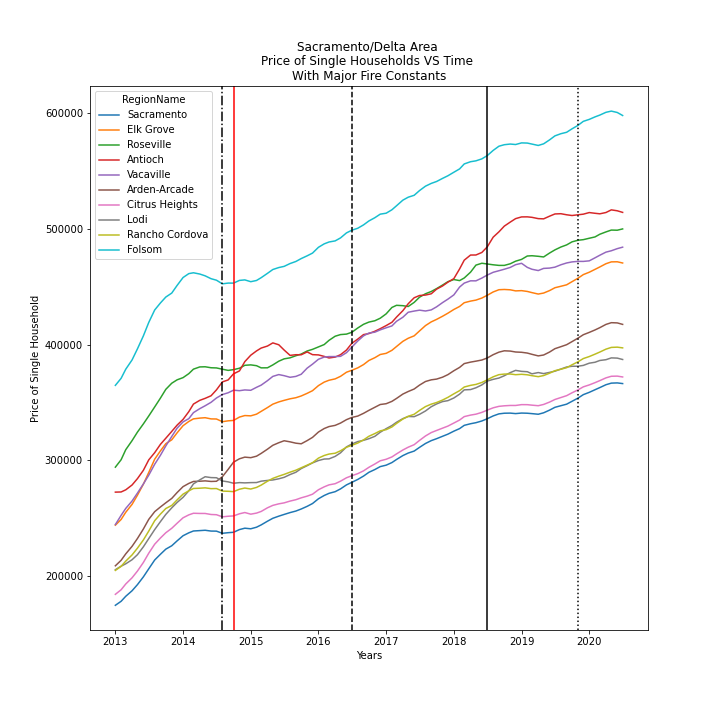 Sacramento/Delta Area
Price of Single Households VS Time
With Major Fire Constants
RegionName
Sacramento
Elk Grove
Roseville
Antioch
Vacaville
Arden-Arcade
Citrus Heights
Lodi
Rancho Cordova
Folsom
Price of Single Household
600000
500000
400000
300000
200000
2013 2014 2015 2016 2017 2018 2019 2020
Years